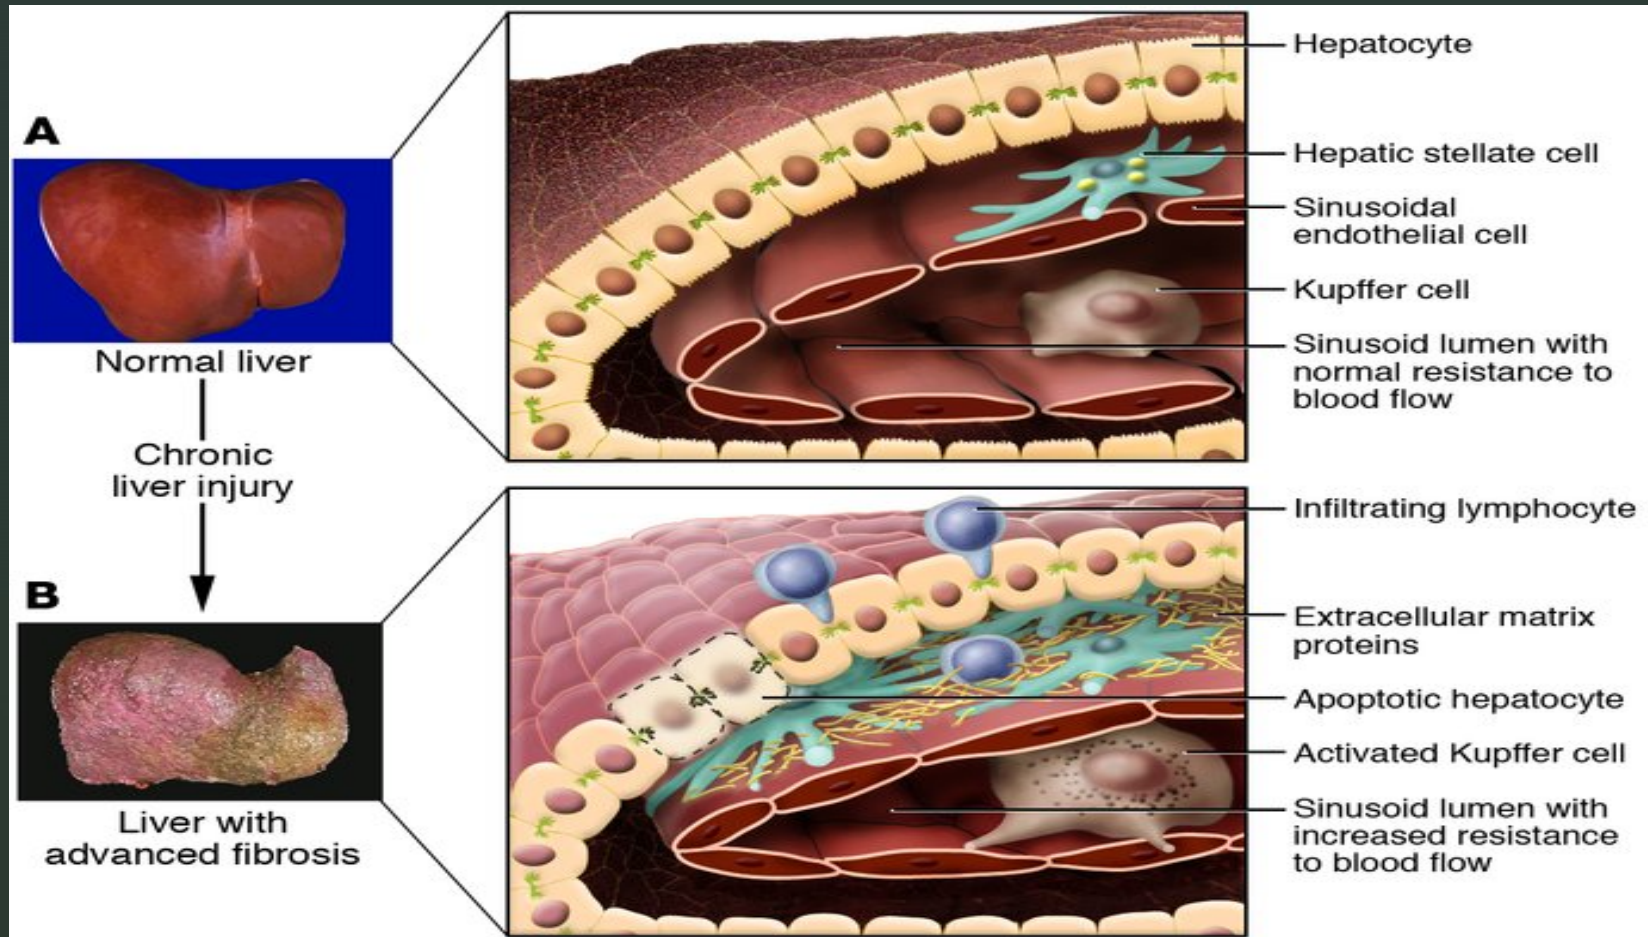 A
Normal liver
Chronic
liver injury
B
Liver with
advanced fibrosis
Hepatocyte
Hepatic stellate cell
Sinusoidal
endothelial cell
Kupffer cell
Sinusoid lumen with
normal resistance to
blood flow
Infiltrating lymphocyte
Extracellular matrix
proteins
Apoptotic hepatocyte
Activated Kupffer cell
Sinusoid lumen with
increased resistance
to blood flow